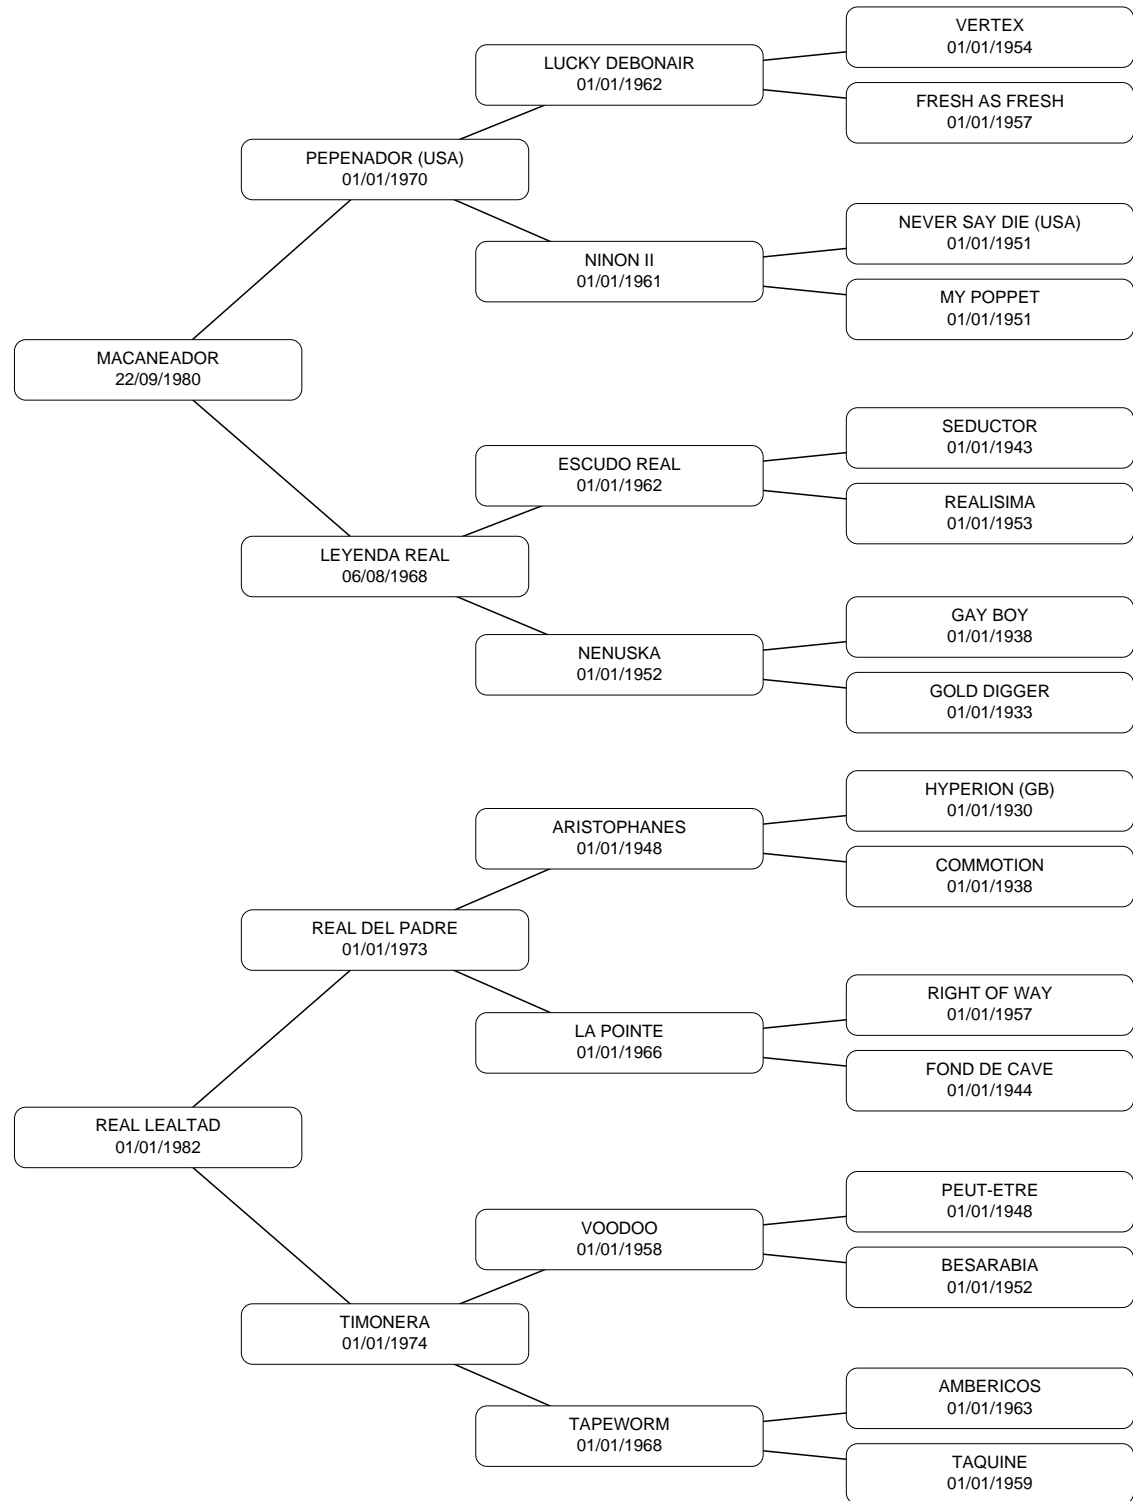 VERTEX
01/01/1954
LUCKY DEBONAIR
01/01/1962
FRESH AS FRESH
01/01/1957
PEPENADOR (USA)
01/01/1970
NEVER SAY DIE (USA)
01/01/1951
NINON II
01/01/1961
MY POPPET
01/01/1951
MACANEADOR
22/09/1980
SEDUCTOR
01/01/1943
ESCUDO REAL
01/01/1962
REALISIMA
01/01/1953
LEYENDA REAL
06/08/1968
GAY BOY
01/01/1938
NENUSKA
01/01/1952
GOLD DIGGER
01/01/1933
HYPERION (GB)
01/01/1930
ARISTOPHANES
01/01/1948
COMMOTION
01/01/1938
REAL DEL PADRE
01/01/1973
RIGHT OF WAY
01/01/1957
LA POINTE
01/01/1966
FOND DE CAVE
01/01/1944
REAL LEALTAD
01/01/1982
PEUT-ETRE
01/01/1948
VOODOO
01/01/1958
BESARABIA
01/01/1952
TIMONERA
01/01/1974
AMBERICOS
01/01/1963
TAPEWORM
01/01/1968
TAQUINE
01/01/1959